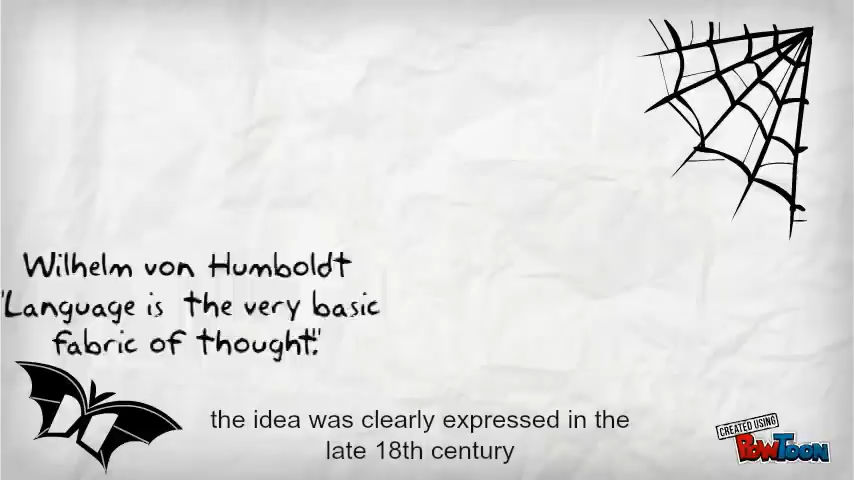 Wilhelm von Humboldt
"Language is the very basic
fabric of thought."
the idea was clearly expressed in the
late 18th century
CREATED USING
POWTOON